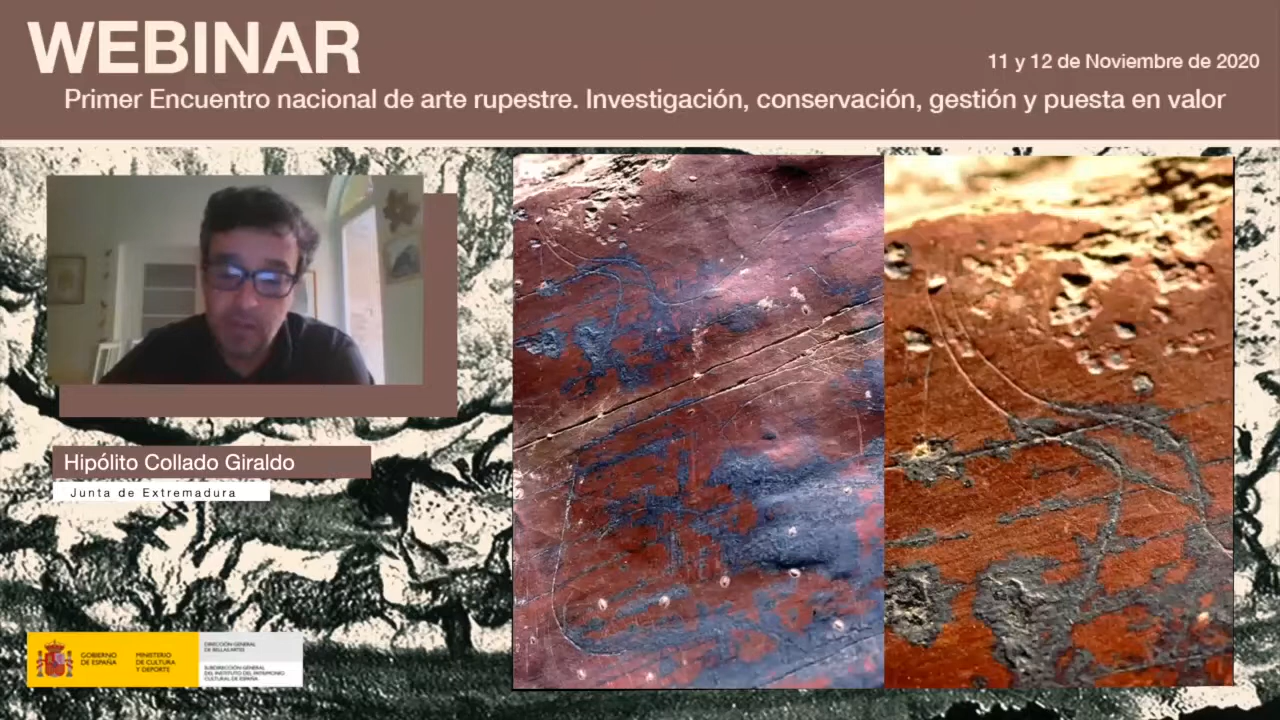 WEBINAR
11 y 12 de Noviembre de 2020
Primer Encuentro nacional de arte rupestre. Investigación, conservación, gestión y puesta en valor
Hipólito Collado Giraldo
Junta de Extremadura
GOBIERNO
DE ESPAÑA
MINISTERIO
DE CULTURA
Y DEPORTE
DIRECCIÓN GENERAL
DE BELLAS ARTES
SUBDIRECCIÓN GENERAL
DEL INSTITUTO DEL PATRIMONIO
CULTURAL DE ESPAÑA